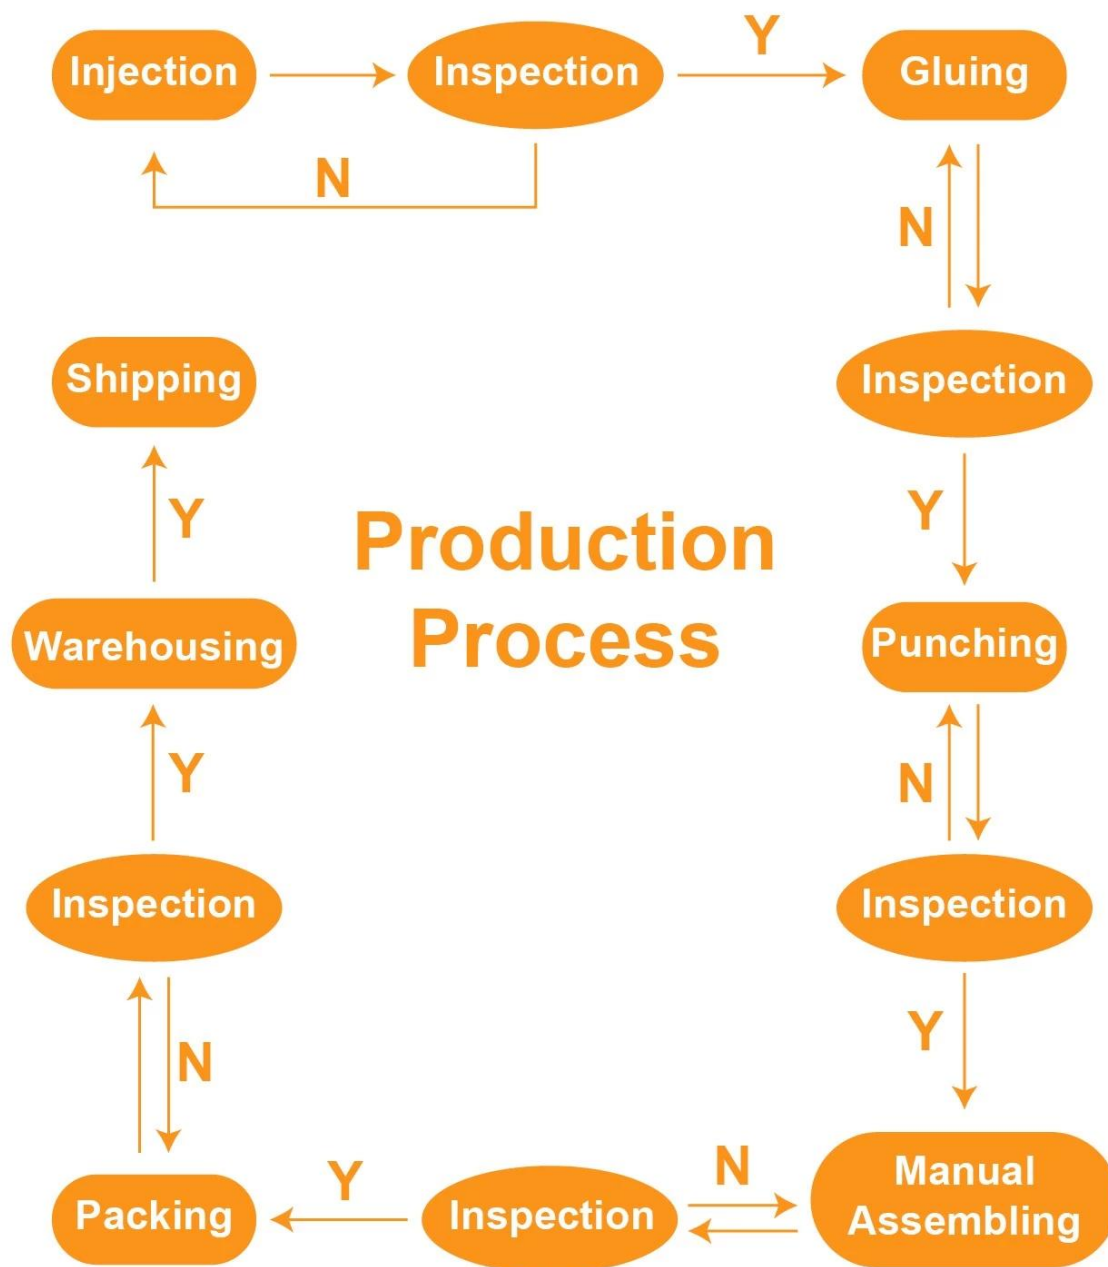 Injection
Inspection
Y
Gluing
N
N
Inspection
Shipping
Y
Y
Production
Process
Warehousing
Punching
Y
N
Inspection
Inspection
Y
N
Y
N
Manual
Assembling
Packing
Inspection